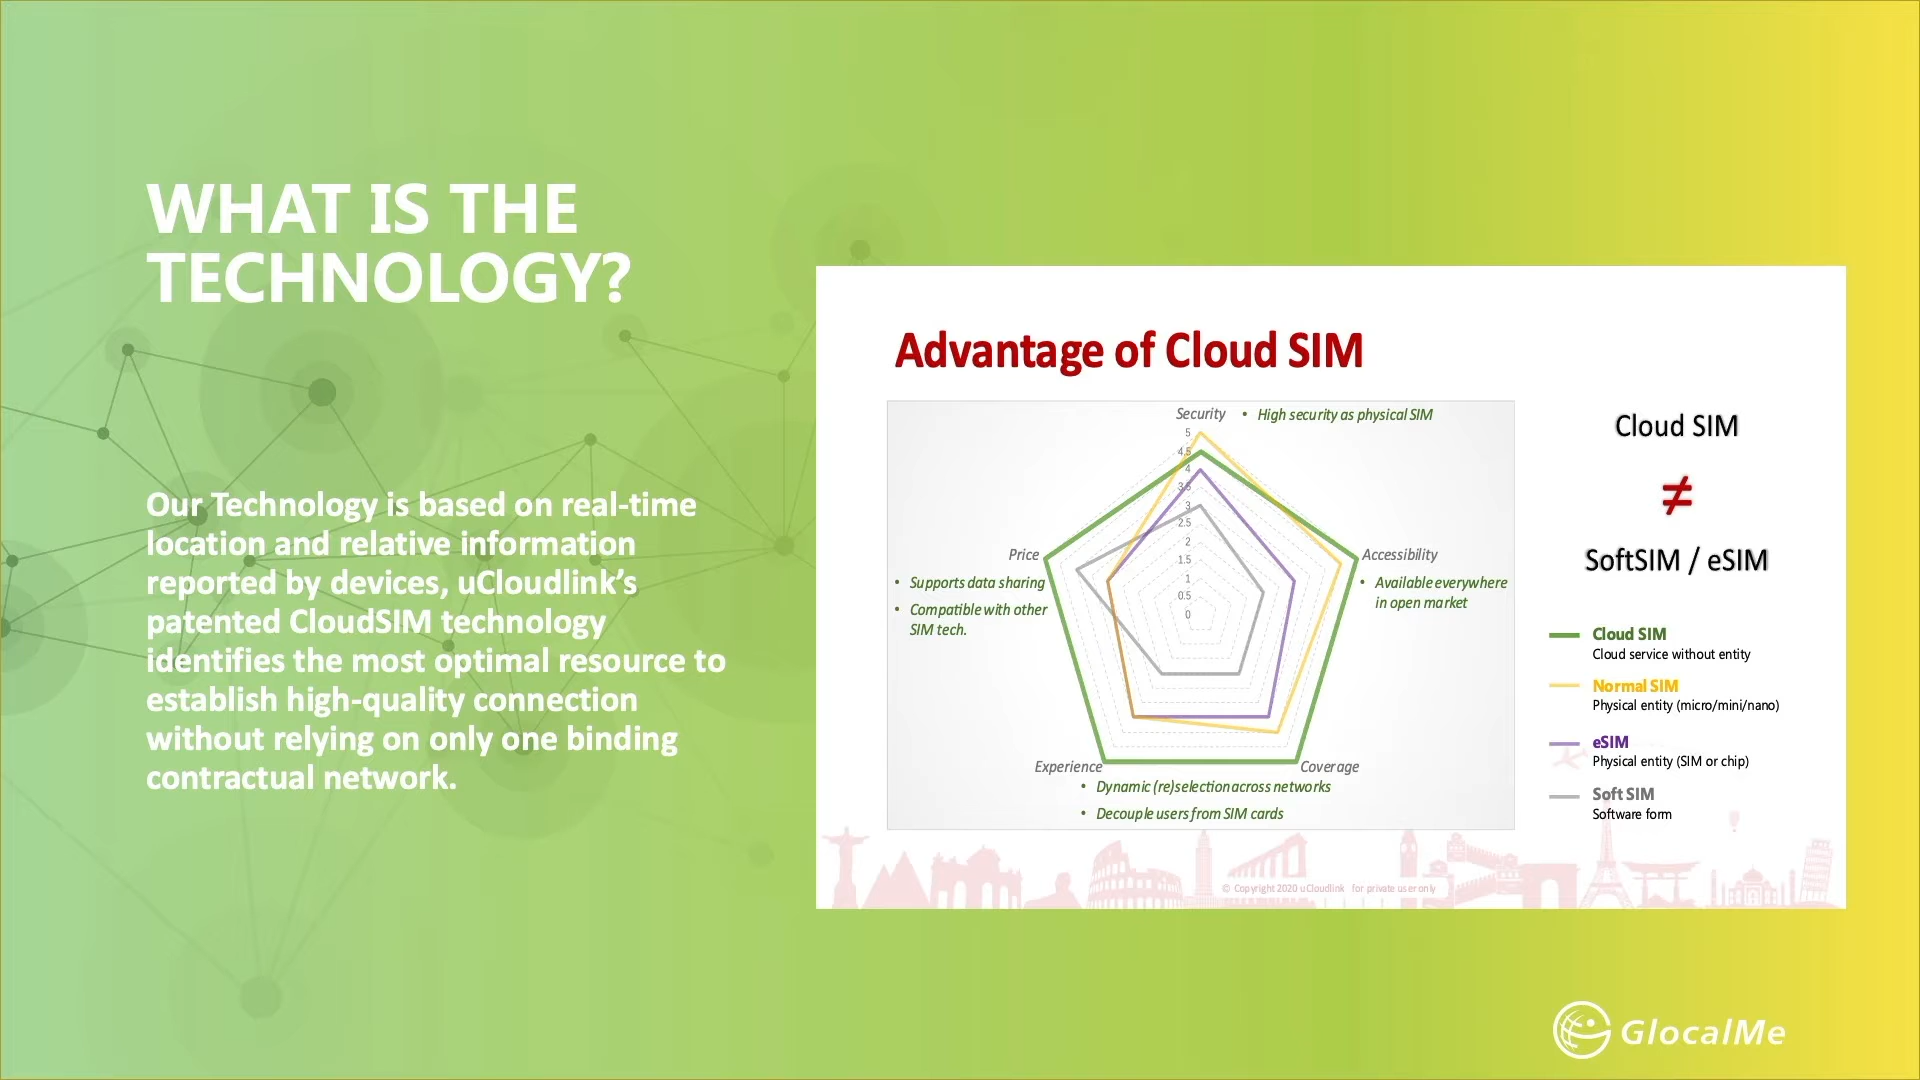 WHAT IS THE
TECHNOLOGY?
Our Technology is based on real-time
location and relative information
reported by devices, uCloudlink’s
patented CloudSIM technology
identifies the most optimal resource to
establish high-quality connection
without relying on only one binding
contractual network.
Advantage of Cloud SIM
Security
• High security as physical SIM
5
4,5
4
3,5
3
2,5
2
1,5
1
0,5
0
Price
• Supports data sharing
• Compatible with other
SIM tech.
Accessibility
• Available everywhere
in open market
Experience
Coverage
• Dynamic (re)selection across networks
• Decouple users from SIM cards
Cloud SIM
≠
SoftSIM / eSIM
Cloud SIM
Cloud service without entity
Normal SIM
Physical entity (micro/mini/nano)
eSIM
Physical entity (SIM or chip)
Soft SIM
Software form
© Copyright 2020 uCloudlink for private user only
GlocalMe